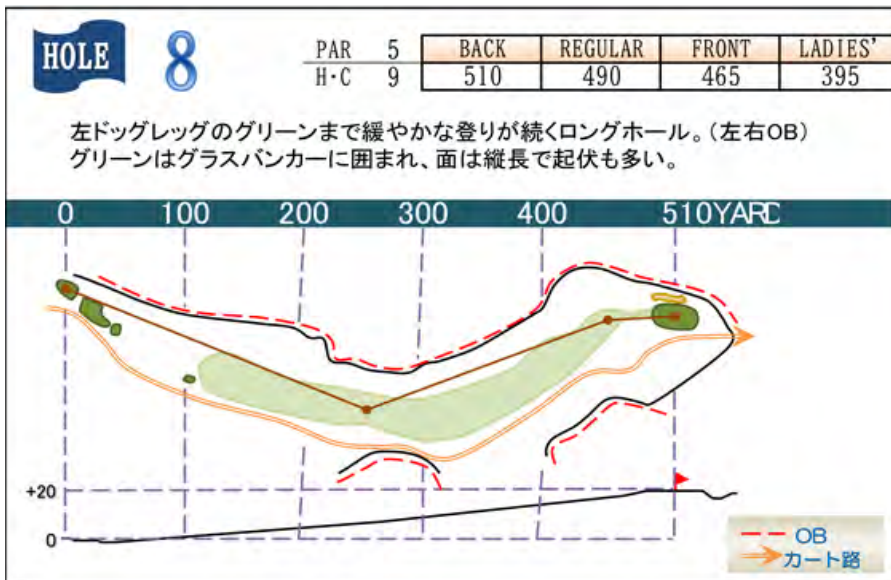 HOLE 8
PAR 5 BACK REGULAR FRONT LADIES'
H・C 9 510 490 465 395
左ドッグレッグのグリーンまで緩やかな登りが続くロングホール。(左右OB)
グリーンはグラスバンカーに囲まれ、面は縦長で起伏も多い。
0 100 200 300 400 510YARD
+20
0
OB
カート路